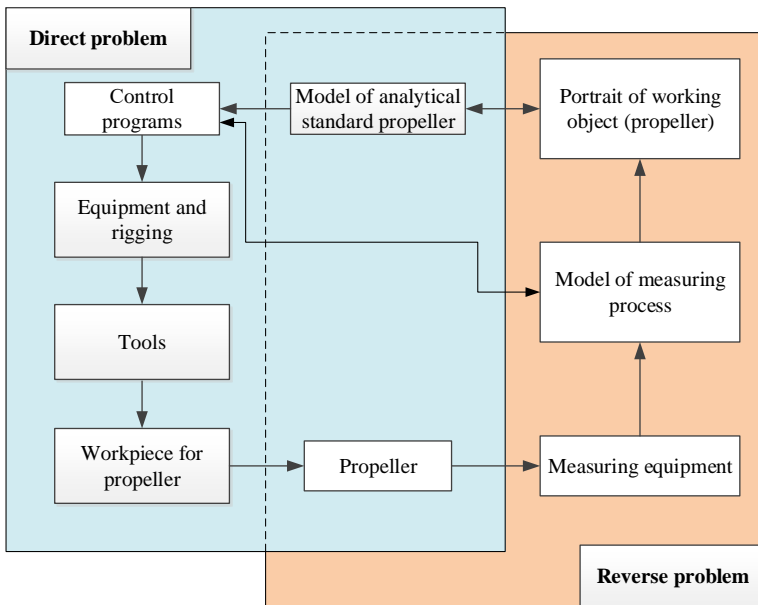 Direct problem
Control
programs
Model of analytical
standard propeller
Portrait of working
object (propeller)
Equipment and
rigging
Model of measuring
process
Tools
Workpiece for
propeller
Propeller
Measuring equipment
Reverse problem